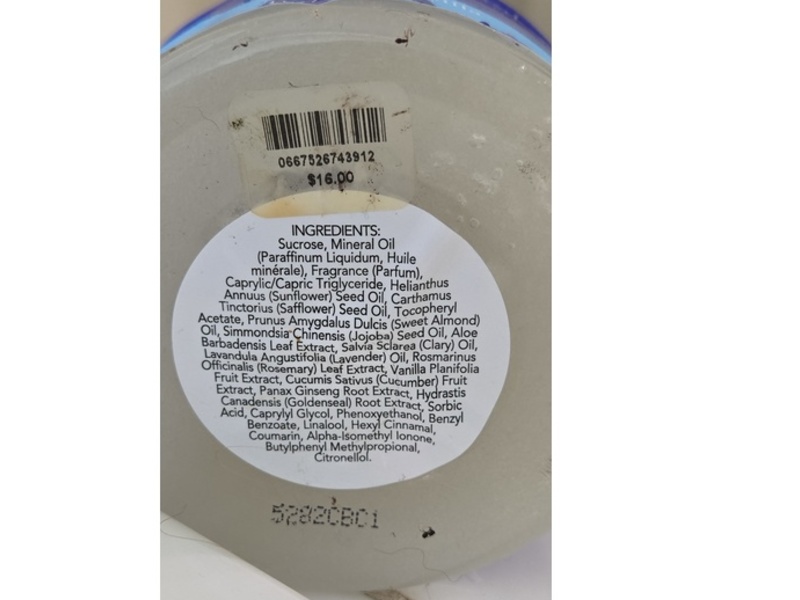 0667526743912
$16.00
INGREDIENTS:
Sucrose, Mineral Oil
(Paraffinum Liquidum, Huile
minérale), Fragrance (Parfum),
Caprylic/Capric Triglyceride, Helianthus
Annuus (Sunflower) Seed Oil, Carthamus
Tinctorius (Safflower) Seed Oil, Tocopheryl
Acetate, Prunus Amygdalus Dulcis (Sweet Almond)
Oil, Simmondsia Chinensis (Jojoba) Seed Oil, Aloe
Barbadensis Leaf Extract, Salvia Sclarea (Clary) Oil,
Lavandula Angustifolia (Lavender) Oil, Rosmarinus
Officinalis (Rosemary) Leaf Extract, Vanilla Planifolia
Fruit Extract, Cucumis Sativus (Cucumber) Fruit
Extract, Panax Ginseng Root Extract, Hydrastis
Canadensis (Goldenseal) Root Extract, Sorbic
Acid, Caprylyl Glycol, Phenoxyethanol, Benzyl
Benzoate, Linalool, Hexyl Cinnamal,
Coumarin, Alpha-Isomethyl Ionone,
Butylphenyl Methylpropional,
Citronellol.
5282CBC1